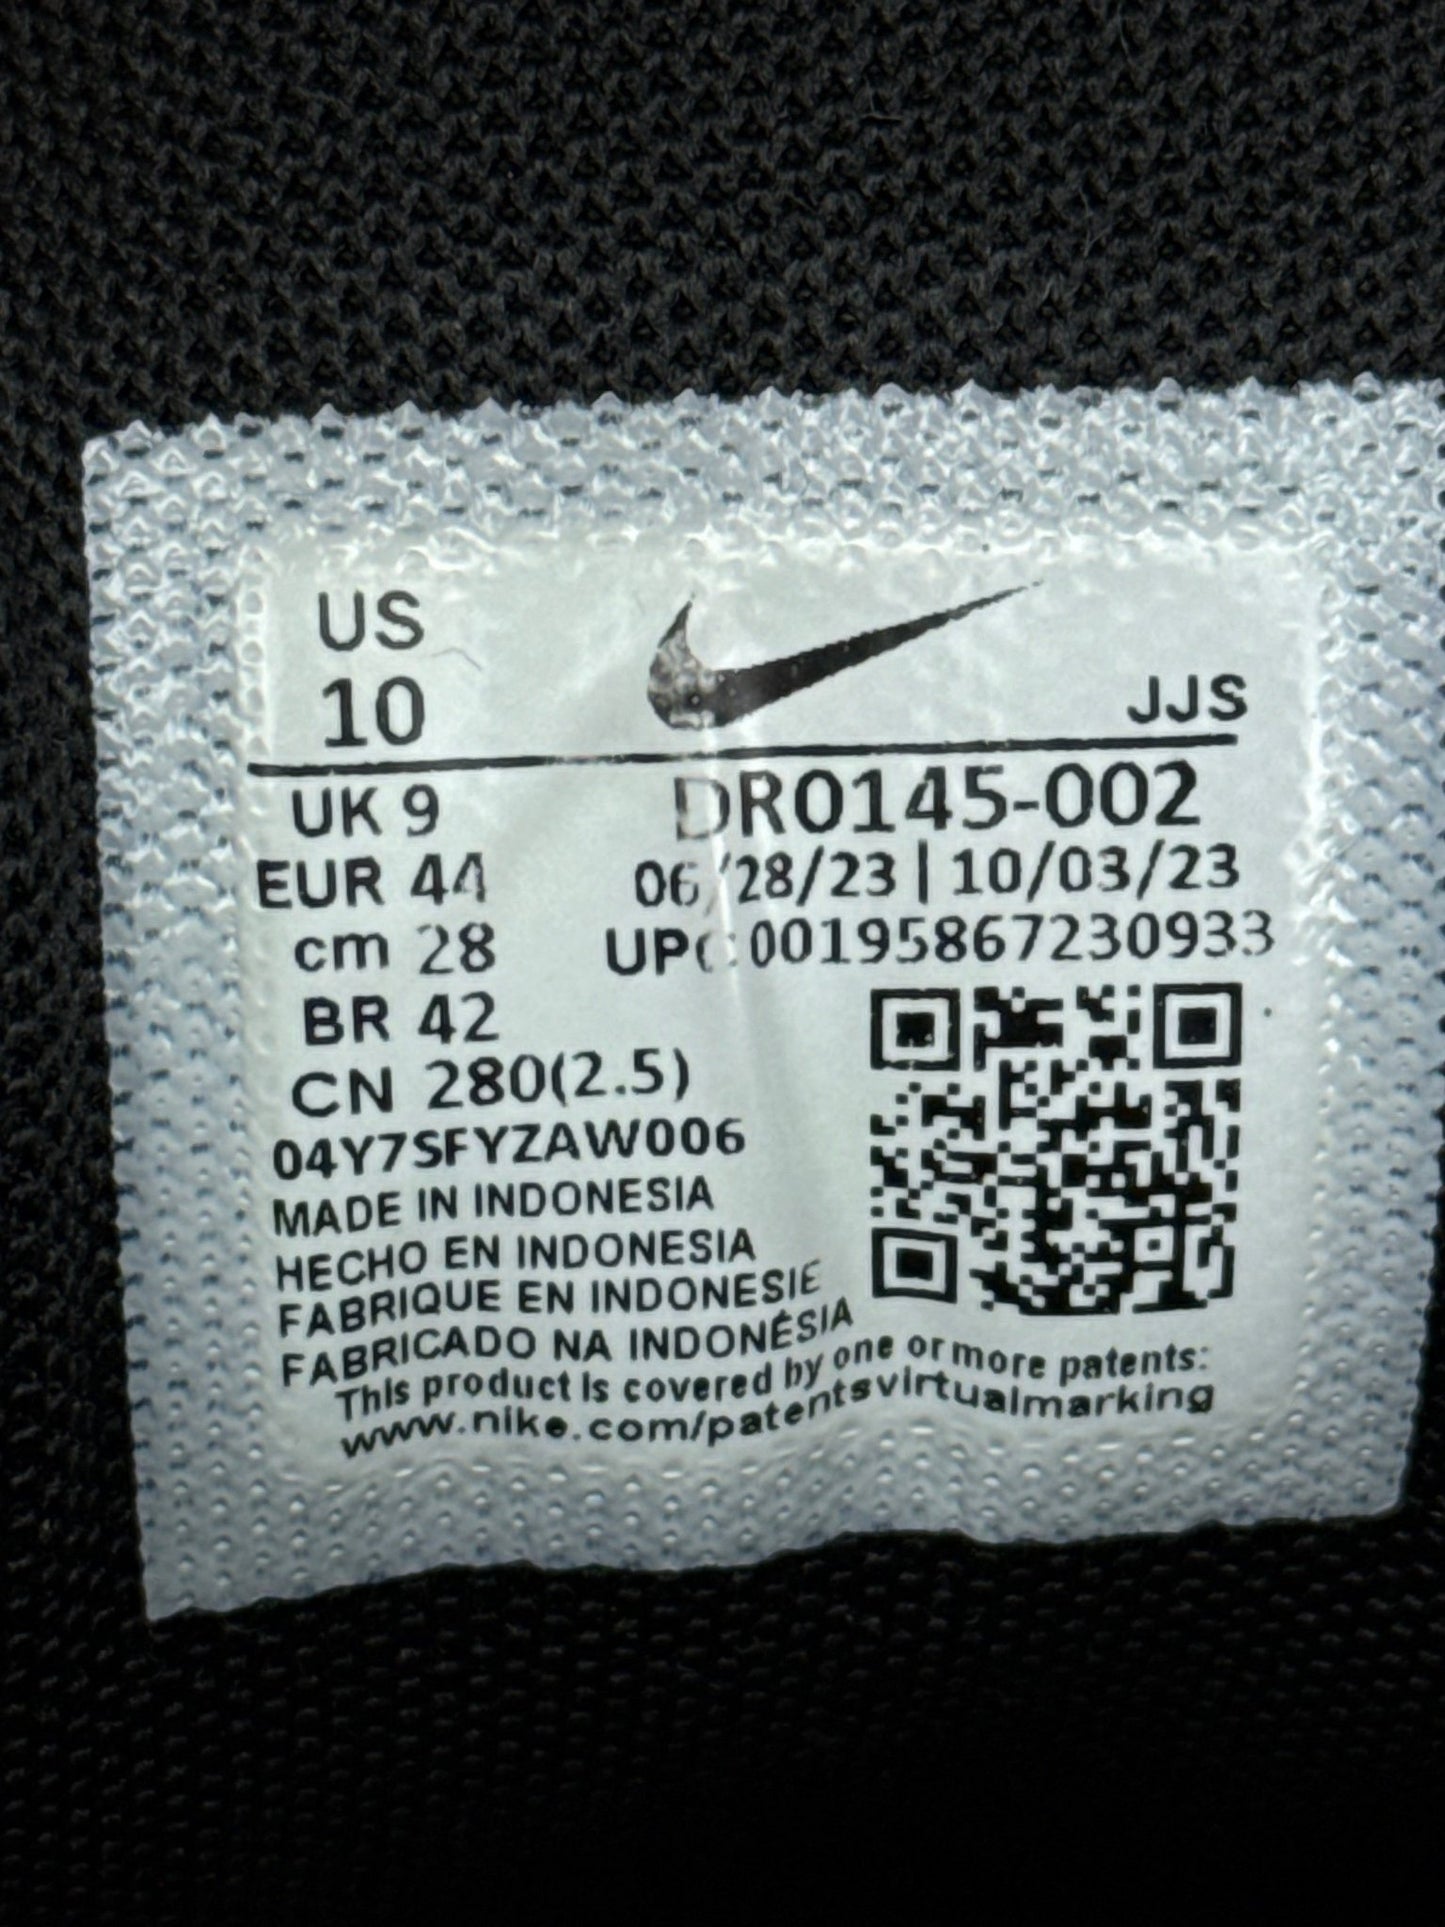 US
10
JJS
UK 9
DR0145-002
EUR 44
06/28/23 | 10/03/23
cm 28
UPC 00195867230933
BR 42
CN 280(2.5)
04Y7SFYZAW006
MADE IN INDONESIA
HECHO EN INDONESIA
FABRIQUE EN INDONESIE
FABRICADO NA INDONÉSIA
This product is covered by one or more patents:
www.nike.com/patentsvirtualmarking